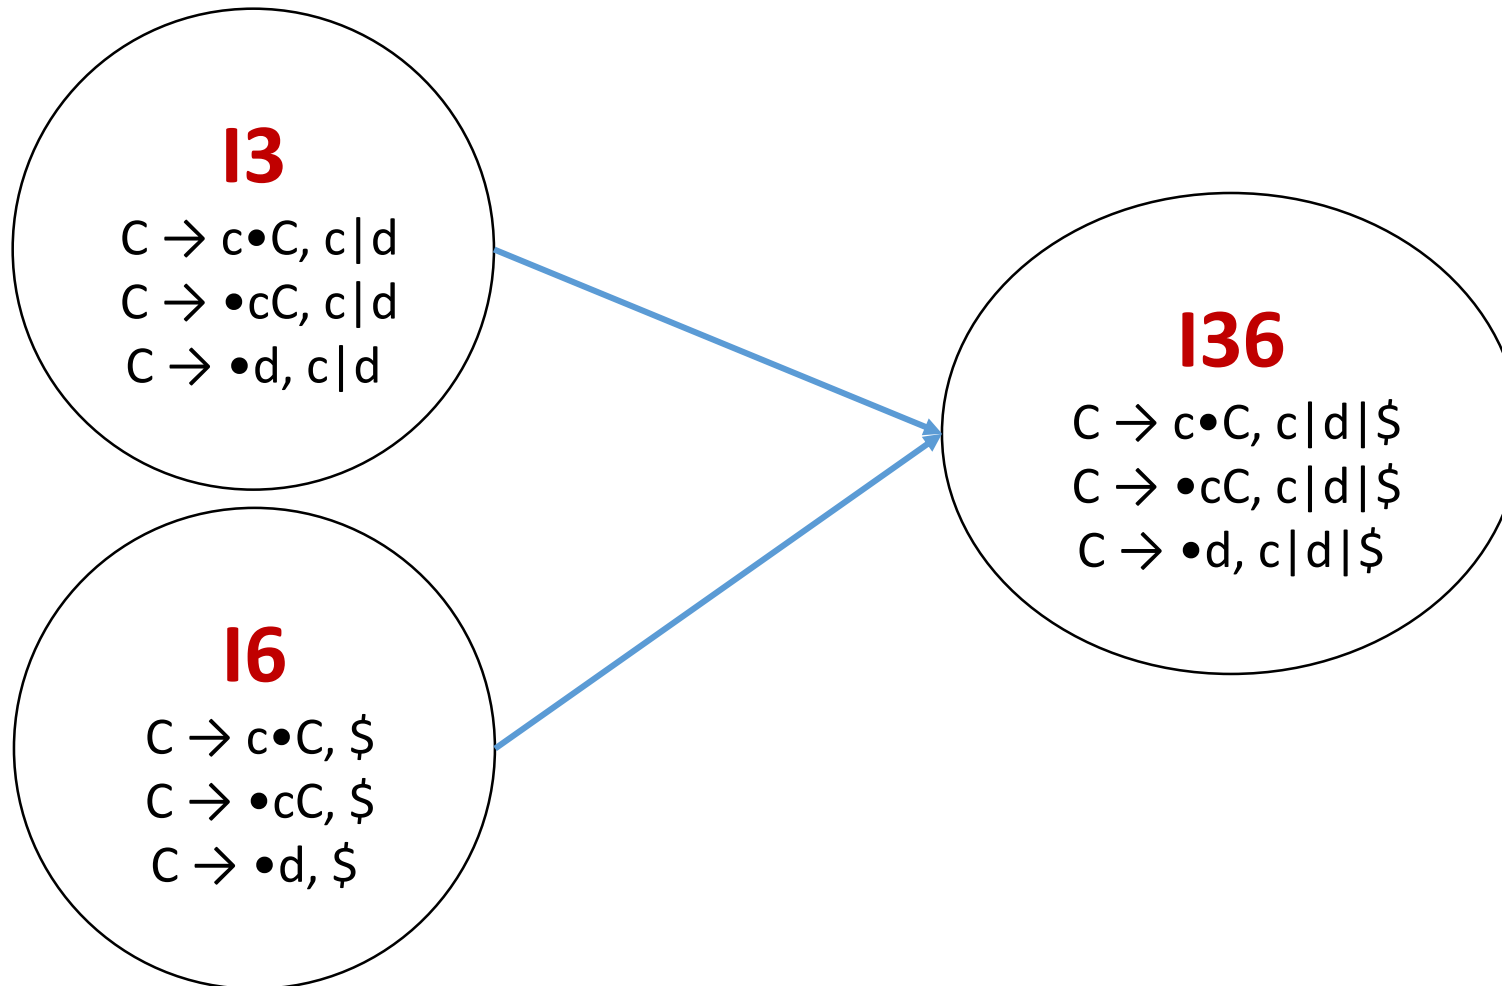 I3
C → c•C, c|d
C → •cC, c|d
C → •d, c|d
I6
C → c•C, $
C → •cC, $
C → •d, $
I36
C → c•C, c|d|$
C → •cC, c|d|$
C → •d, c|d|$